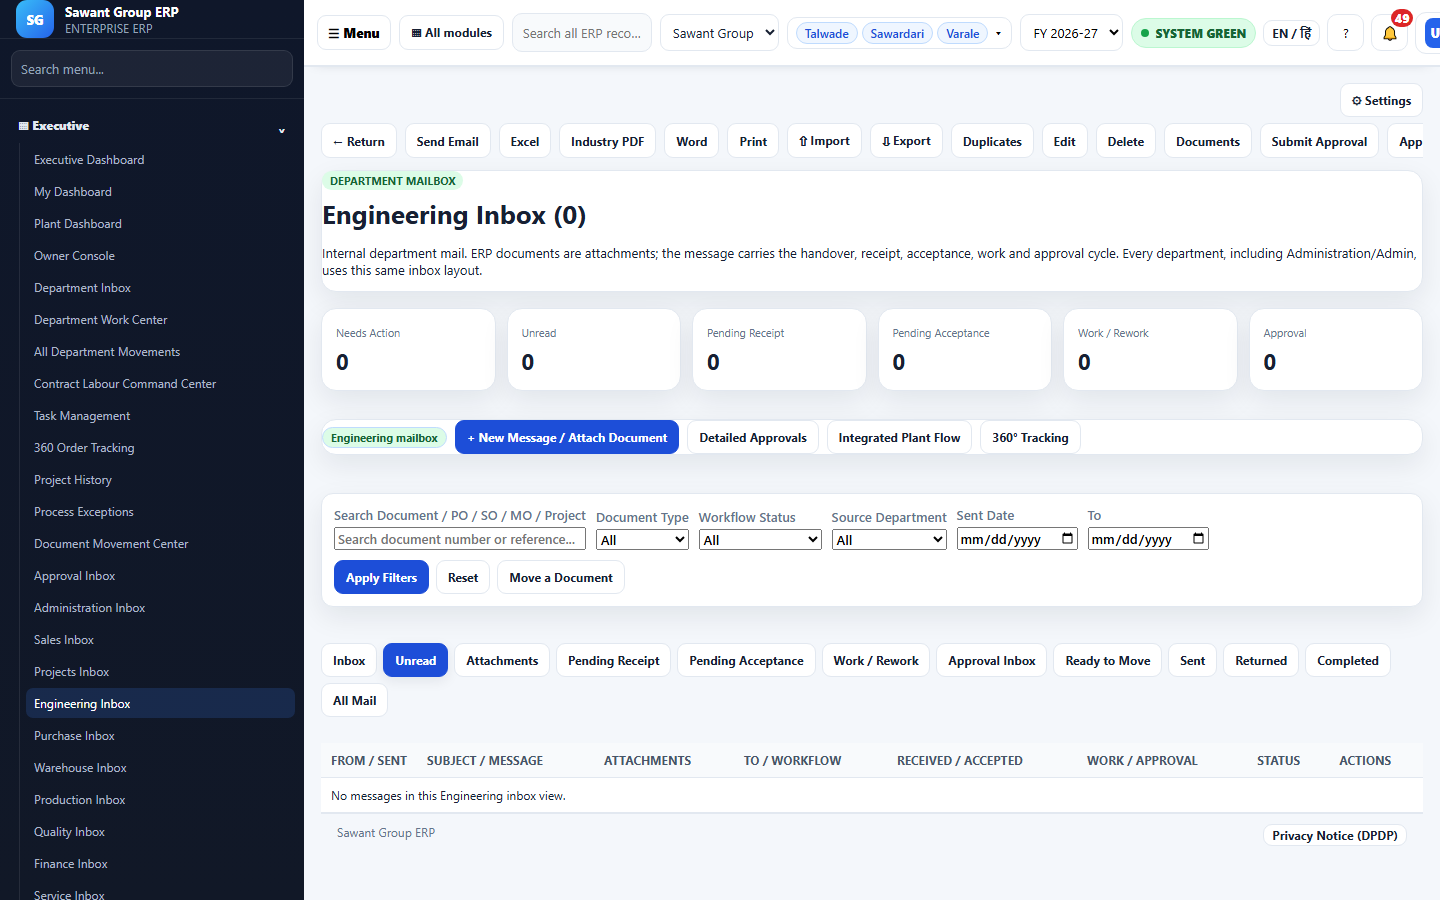 SG
Sawant Group ERP
ENTERPRISE ERP
Search menu...
Executive
Executive Dashboard
My Dashboard
Plant Dashboard
Owner Console
Department Inbox
Department Work Center
All Department Movements
Contract Labour Command Center
Task Management
360 Order Tracking
Project History
Process Exceptions
Document Movement Center
Approval Inbox
Administration Inbox
Sales Inbox
Projects Inbox
Engineering Inbox
Purchase Inbox
Warehouse Inbox
Production Inbox
Quality Inbox
Finance Inbox
Service Inbox
☰ Menu
All modules
Search all ERP reco...
Sawant Group
Talwade Sawardari Varale
FY 2026-27
SYSTEM GREEN
EN / हिं
?
49
U
⚙ Settings
← Return
Send Email
Excel
Industry PDF
Word
Print
⇧ Import
⇩ Export
Duplicates
Edit
Delete
Documents
Submit Approval
App
DEPARTMENT MAILBOX
Engineering Inbox (0)
Internal department mail. ERP documents are attachments; the message carries the handover, receipt, acceptance, work and approval cycle. Every department, including Administration/Admin,
uses this same inbox layout.
Needs Action
0
Unread
0
Pending Receipt
0
Pending Acceptance
0
Work / Rework
0
Approval
0
Engineering mailbox
+ New Message / Attach Document
Detailed Approvals
Integrated Plant Flow
360° Tracking
Search Document / PO / SO / MO / Project
Search document number or reference...
Document Type
All
Workflow Status
All
Source Department
All
Sent Date
mm/dd/yyyy
To
mm/dd/yyyy
Apply Filters
Reset
Move a Document
Inbox
Unread
Attachments
Pending Receipt
Pending Acceptance
Work / Rework
Approval Inbox
Ready to Move
Sent
Returned
Completed
All Mail
FROM / SENT SUBJECT / MESSAGE ATTACHMENTS TO / WORKFLOW RECEIVED / ACCEPTED WORK / APPROVAL STATUS ACTIONS
No messages in this Engineering inbox view.
Sawant Group ERP
Privacy Notice (DPDP)